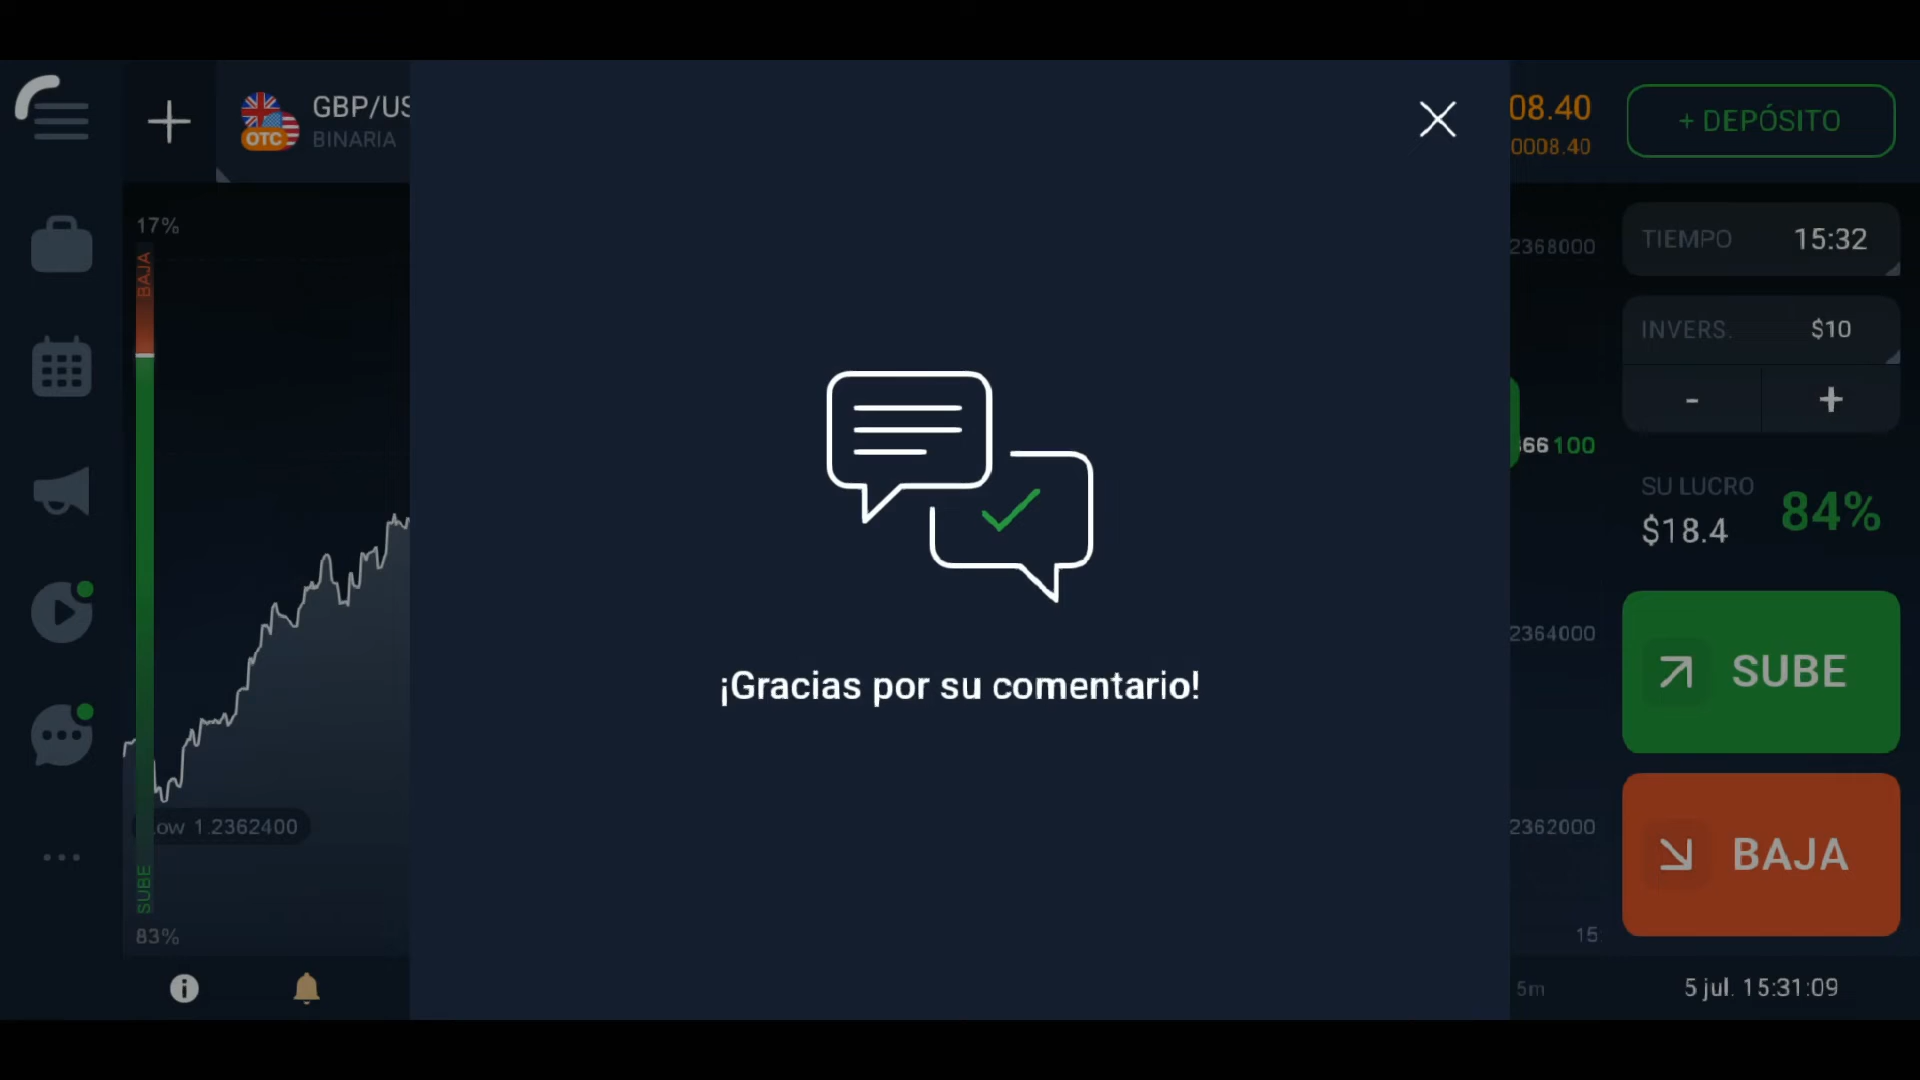 GBP/US
OTC
BINARIA
08.40
0008.40
+ DEPÓSITO
17%
BAJA
2368000
TIEMPO 15:32
INVERS. $10
- +
66100
SU LUCRO
$18.4
84%
¡Gracias por su comentario!
2364000
SUBE
ow 1.2362400
2362000
BAJA
SUBE
83%
15:
5m
5 jul. 15:31:09